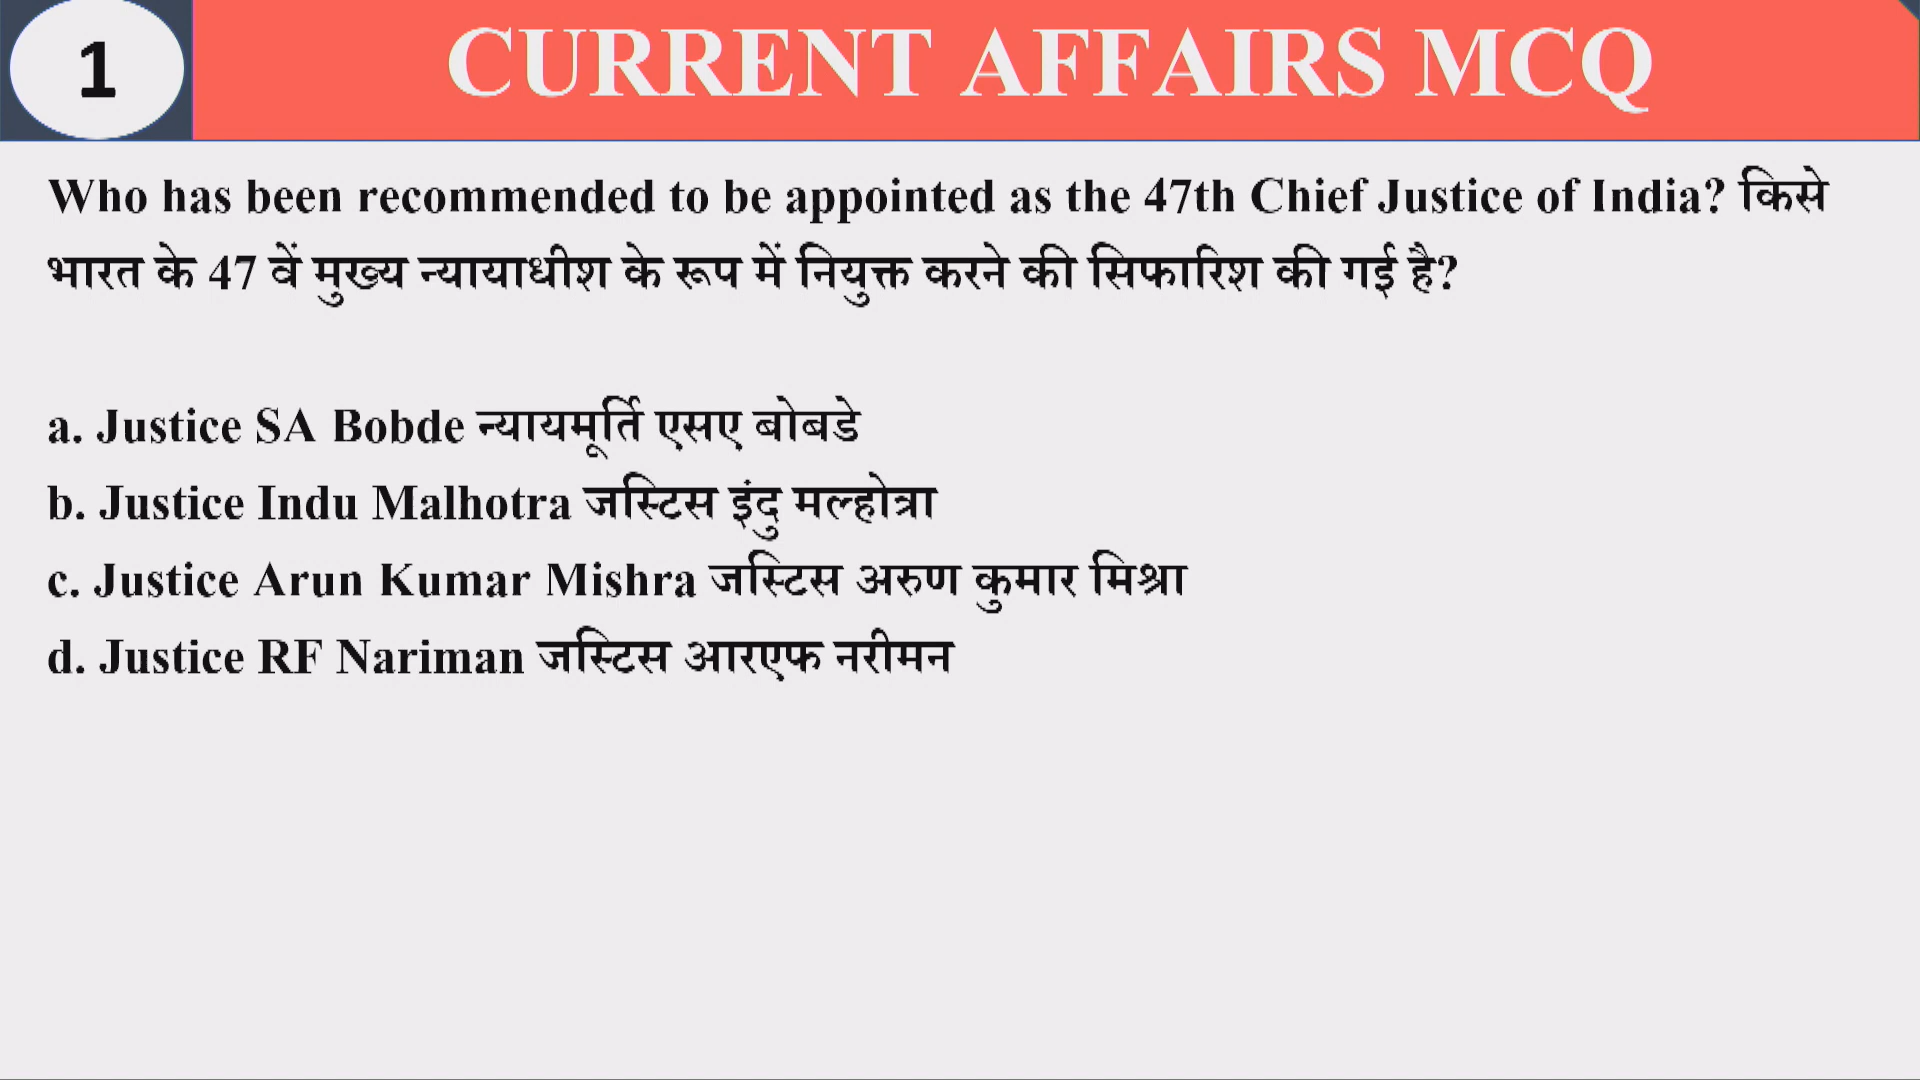 1
CURRENT AFFAIRS MCQ
Who has been recommended to be appointed as the 47th Chief Justice of India? किसे
भारत के 47 वें मुख्य न्यायाधीश के रूप में नियुक्त करने की सिफारिश की गई है?
a. Justice SA Bobde न्यायमूर्ति एसए बोबडे
b. Justice Indu Malhotra जस्टिस इंदु मल्होत्रा
c. Justice Arun Kumar Mishra जस्टिस अरुण कुमार मिश्रा
d. Justice RF Nariman जस्टिस आरएफ नरीमन